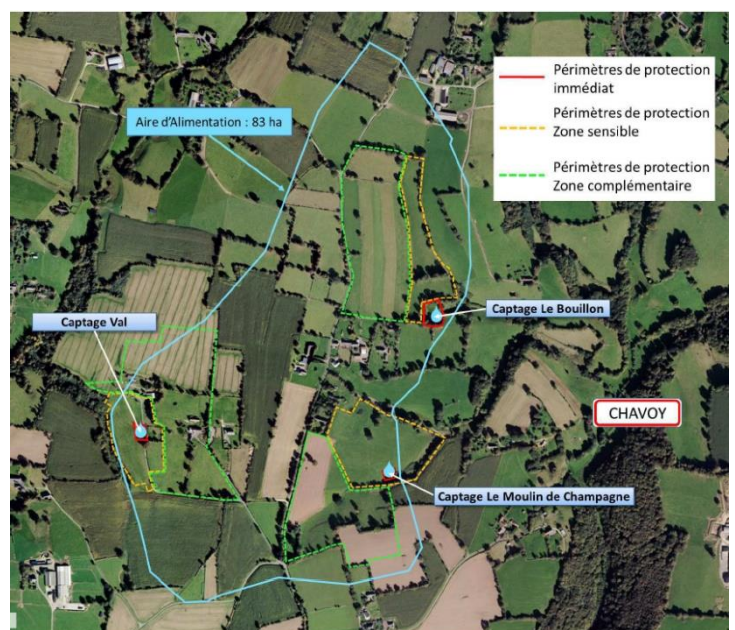 Périmètres de protection
immédiat
Périmètres de protection
Zone sensible
Périmètres de protection
Zone complémentaire
Aire d'Alimentation : 83 ha
Captage Le Bouillon
Captage Val
CHAVOY
Captage Le Moulin de Champagne